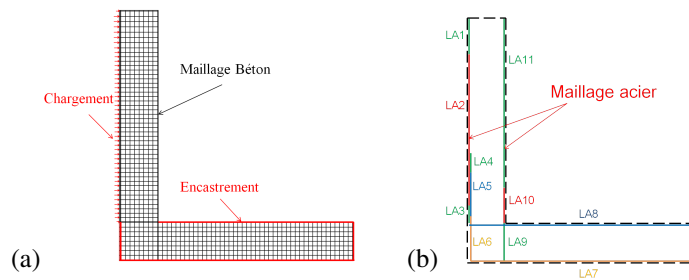 Maillage Béton
Chargement
Encastrement
(a)
LA1
LA11
LA2
Maillage acier
LA4
LA5
LA3
LA10
LA8
LA6
LA9
LA7
(b)